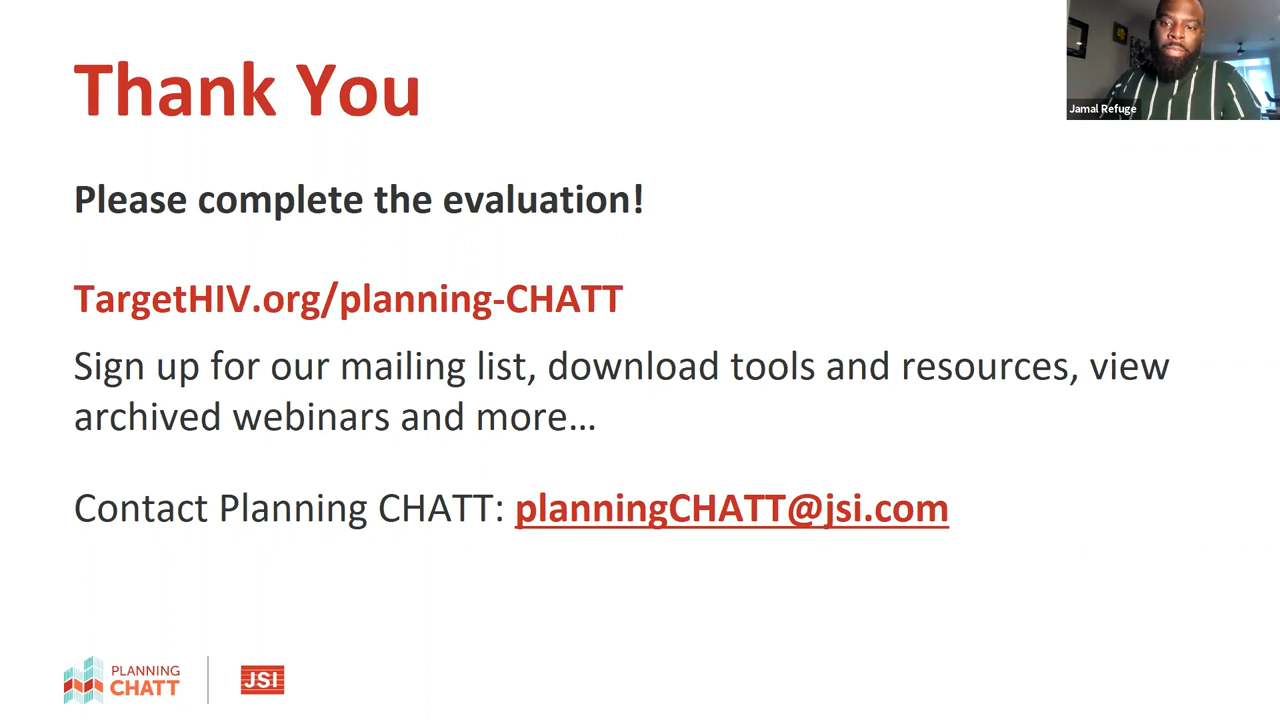 Thank You
Jamal Refuge
Please complete the evaluation!
TargetHIV.org/planning-CHATT
Sign up for our mailing list, download tools and resources, view
archived webinars and more…
Contact Planning CHATT: planningCHATT@jsi.com
PLANNING
CHATT
JSI